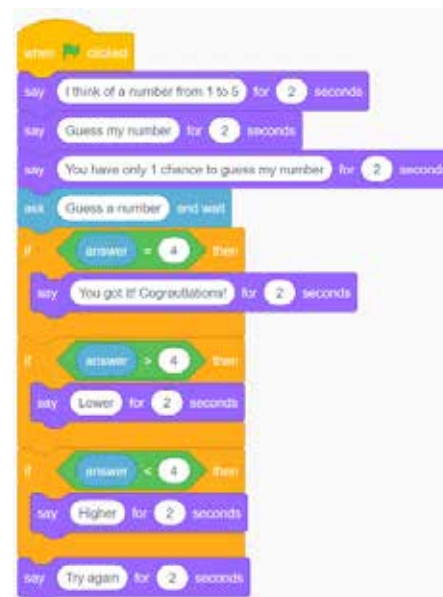 when clicked
say I think of a number from 1 to 5 for 2 seconds
say Guess my number for 2 seconds
say You have only 1 chance to guess my number for 2 second
ask Guess a number and wait
if answer = 4 then
say You got it! for 2 seconds
if answer > 4 then
say Lower for 2 seconds
if answer < 4 then
say Higher for 2 seconds
say Try again for 2 seconds